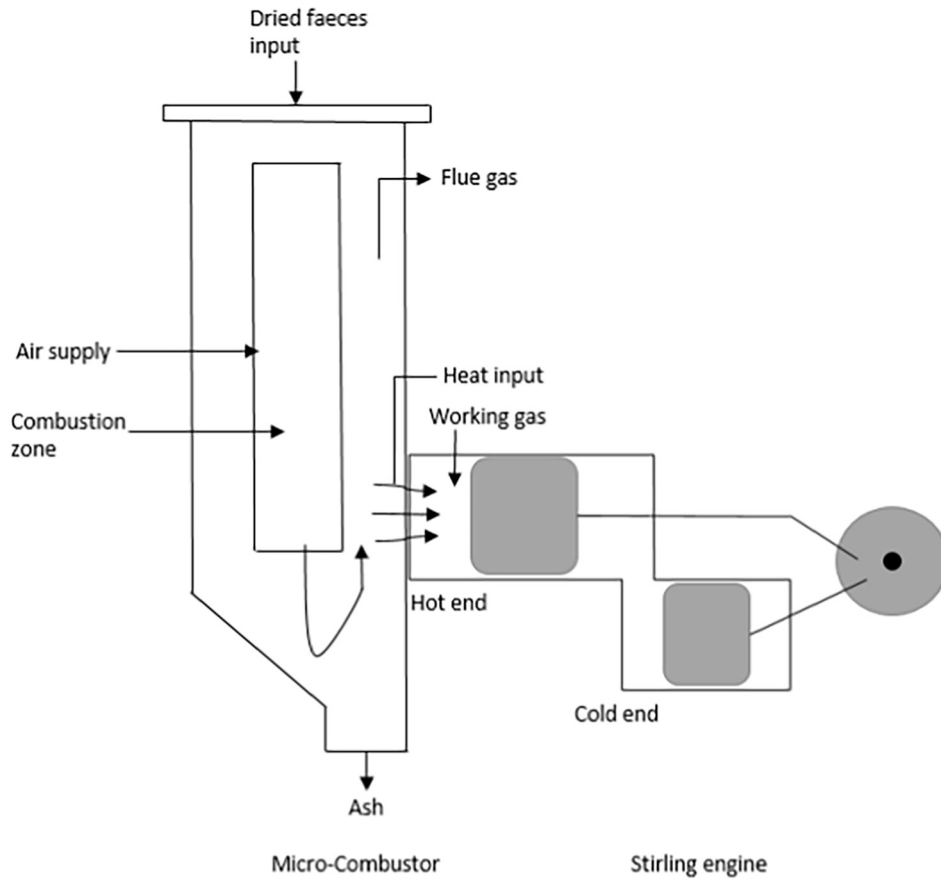 Dried faeces
input
Flue gas
Air supply
Heat input
Combustion
zone
Working gas
Hot end
Cold end
Ash
Micro-Combustor
Stirling engine